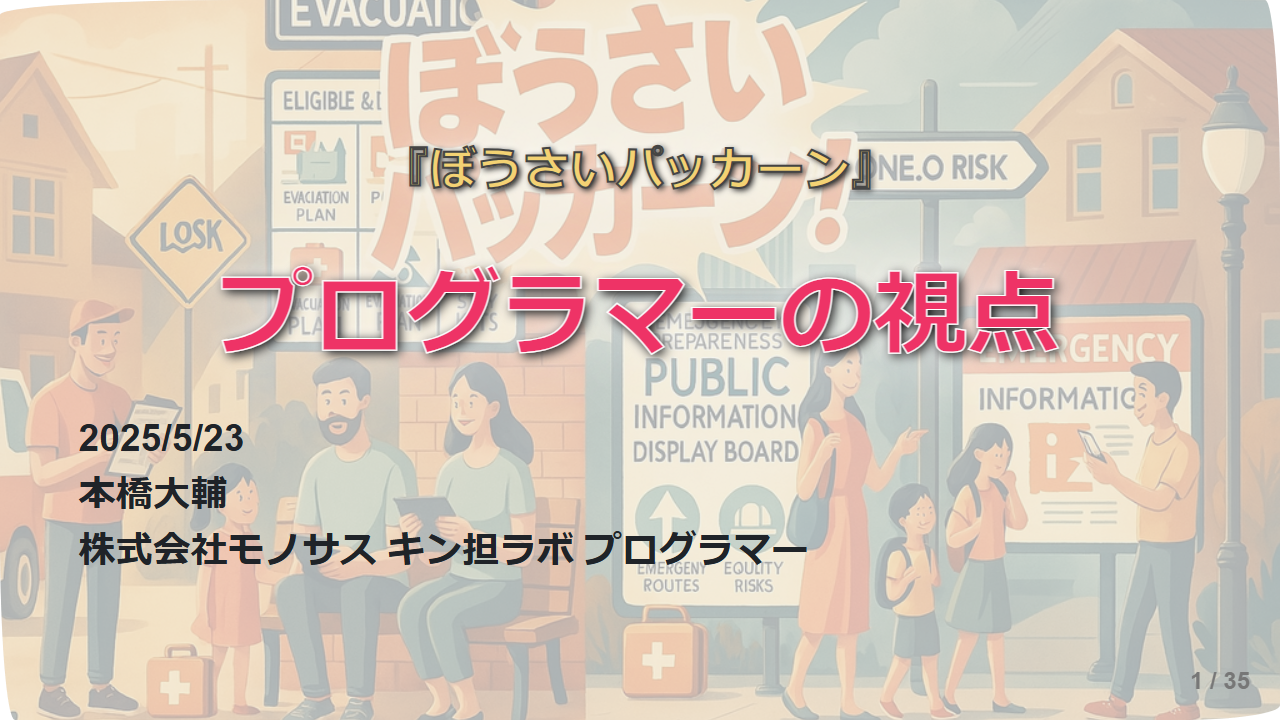 EVACUATIC
ぼうさい
パッカーン!
ELIGIBLE &
EVACIATION
PLAN
『ぼうさいパッカーン』
ONE.O RISK
LOSK
プログラマーの視点
EMERGENCY
PUBLIC
INFORMATION
DISPLAY BOARD
INFORMATIC
2025/5/23
本橋大輔
株式会社モノサス キン担ラボ プログラマー
EMERGENY
ROUTES
EQUITY
RISKS
1 / 35